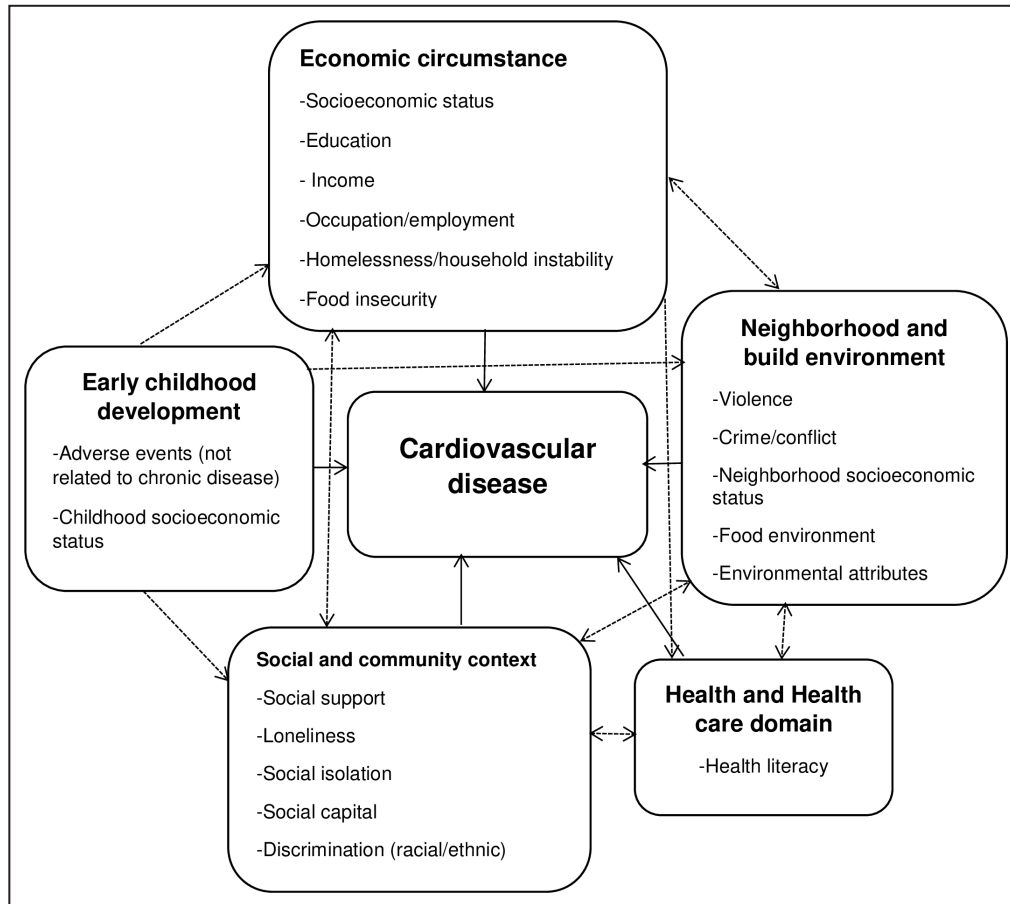 Economic circumstance
-Socioeconomic status
-Education
- Income
-Occupation/employment
-Homelessness/household instability
-Food insecurity
Early childhood
development
-Adverse events (not
related to chronic disease)
-Childhood socioeconomic
status
Cardiovascular
disease
Neighborhood and
build environment
-Violence
-Crime/conflict
-Neighborhood socioeconomic
status
-Food environment
-Environmental attributes
Social and community context
-Social support
-Loneliness
-Social isolation
-Social capital
-Discrimination (racial/ethnic)
Health and Health
care domain
-Health literacy